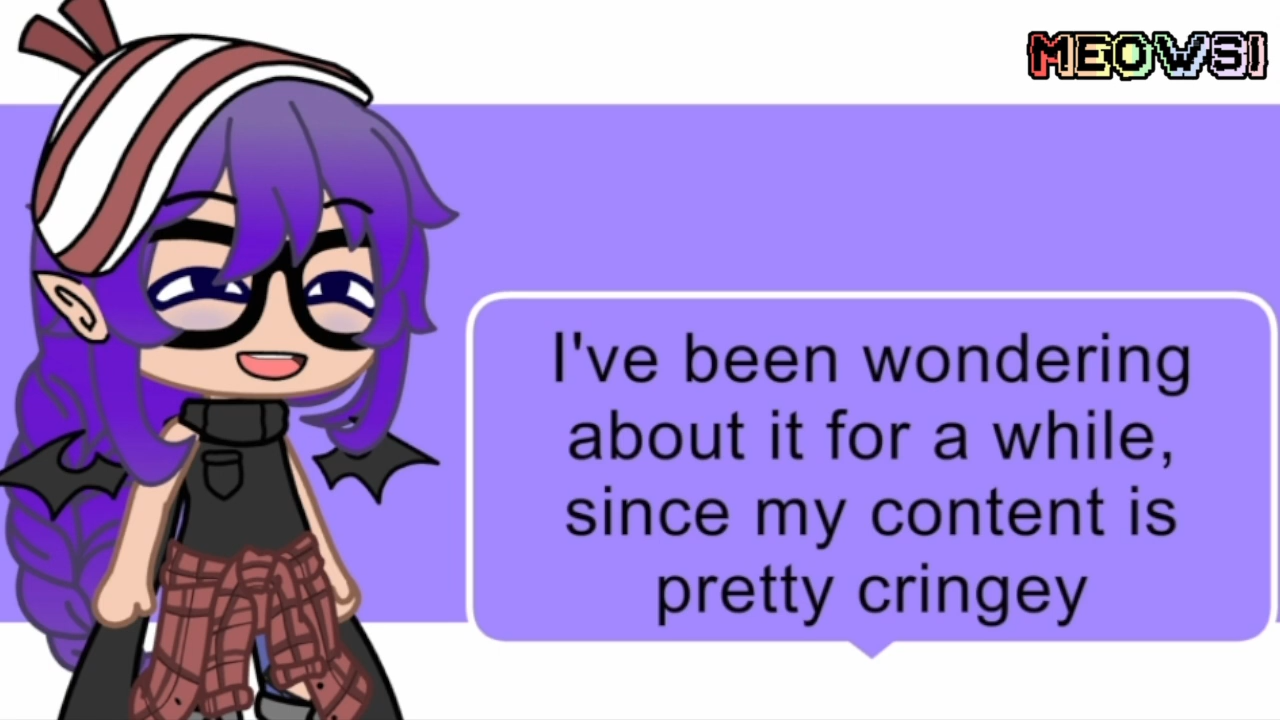 MEOWSI
I've been wondering
about it for a while,
since my content is
pretty cringey